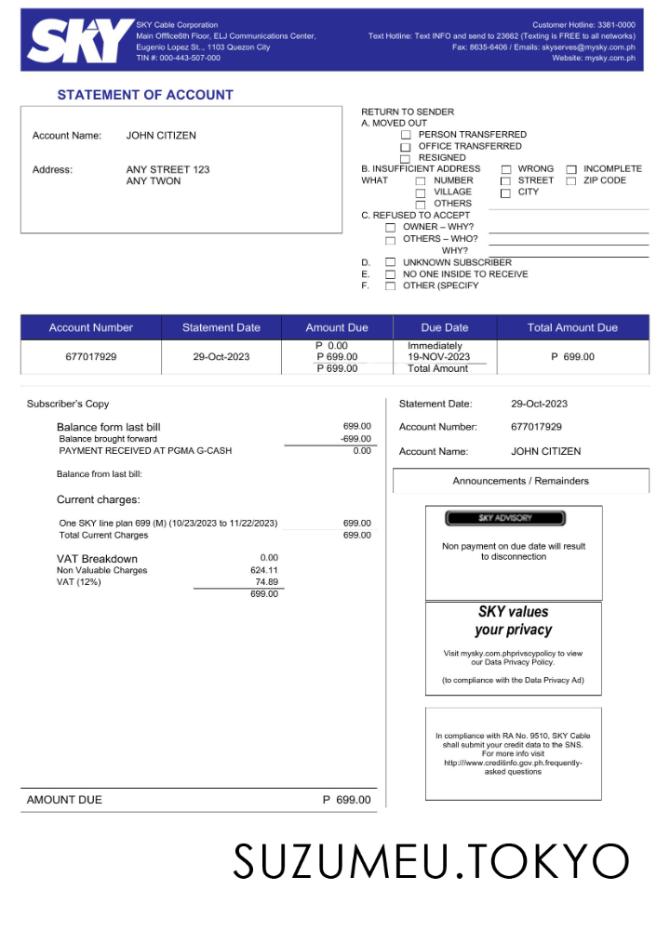 SKY
SKY Cable Corporation
Main Offfice6th Floor, ELJ Communications Center,
Eugenio Lopez St.., 1103 Quezon City
TIN #: 000-443-507-000
Customer Hotline: 3381-0000
Text Hotline: Text INFO and send to 23662 (Texting is FREE to all networks)
Fax: 8635-6406 / Emails: skyserves@mysky.com.ph
Website: mysky.com.ph
STATEMENT OF ACCOUNT
Account Name: JOHN CITIZEN
Address: ANY STREET 123
ANY TWON
RETURN TO SENDER
A. MOVED OUT
PERSON TRANSFERRED
OFFICE TRANSFERRED
RESIGNED
B. INSUFFICIENT ADDRESS WRONG INCOMPLETE
WHAT NUMBER STREET ZIP CODE
VILLAGE CITY
OTHERS
C. REFUSED TO ACCEPT
OWNER – WHY?
OTHERS – WHO?
WHY?
D. UNKNOWN SUBSCRIBER
E. NO ONE INSIDE TO RECEIVE
F. OTHER (SPECIFY
Account Number Statement Date Amount Due Due Date Total Amount Due
P 0.00 Immediately
677017929 29-Oct-2023 P 699.00 19-NOV-2023 P 699.00
P 699.00 Total Amount
Subscriber's Copy
Balance form last bill 699.00
Balance brought forward -699.00
PAYMENT RECEIVED AT PGMA G-CASH 0.00
Balance from last bill:
Current charges:
One SKY line plan 699 (M) (10/23/2023 to 11/22/2023) 699.00
Total Current Charges 699.00
VAT Breakdown 0.00
Non Valuable Charges 624.11
VAT (12%) 74.89
699.00
AMOUNT DUE P 699.00
Statement Date: 29-Oct-2023
Account Number: 677017929
Account Name: JOHN CITIZEN
Announcements / Remainders
SKY ADVISORY
Non payment on due date will result
to disconnection
SKY values
your privacy
Visit mysky.com.phprivscypolicy to view
our Data Privacy Policy.
(to compliance with the Data Privacy Ad)
In compliance with RA No. 9510, SKY Cable
shall submit your credit data to the SNS.
For more info visit
http:///www.creditinfo.gov.ph.frequently-
asked questions
SUZUMEU.TOKYO